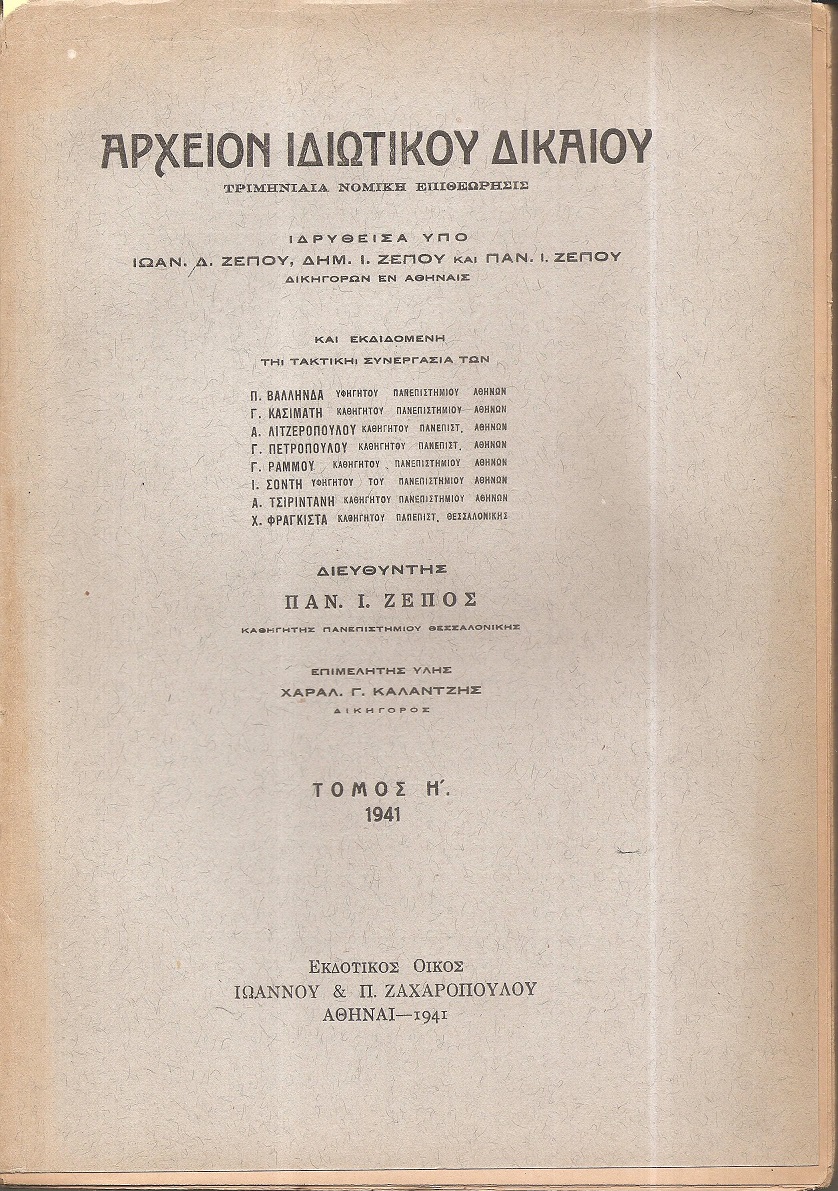 ΑΡΧΕΙΟΝ ΙΔΙΩΤΙΚΟΥ ΔΙΚΑΙΟΥ
ΤΡΙΜΗΝΙΑΙΑ ΝΟΜΙΚΗ ΕΠΙΘΕΩΡΗΣΙΣ
ΙΔΡΥΘΕΙΣΑ ΥΠΟ
ΙΩΑΝ. Δ. ΖΕΠΟΥ, ΔΗΜ. Ι. ΖΕΠΟΥ ΚΑΙ ΠΑΝ. Ι. ΖΕΠΟΥ
ΔΙΚΗΓΟΡΩΝ ΕΝ ΑΘΗΝΑΙΣ
ΚΑΙ ΕΚΔΙΔΟΜΕΝΗ
ΤΗΙ ΤΑΚΤΙΚΗΙ ΣΥΝΕΡΓΑΣΙΑ ΤΩΝ
Π. ΒΑΛΛΗΝΔΑ ΥΦΗΓΗΤΟΥ ΠΑΝΕΠΙΣΤΗΜΙΟΥ ΑΘΗΝΩΝ
Γ. ΚΑΣΙΜΑΤΗ ΚΑΘΗΓΗΤΟΥ ΠΑΝΕΠΙΣΤΗΜΙΟΥ ΑΘΗΝΩΝ
Α. ΛΙΤΖΕΡΟΠΟΥΛΟΥ ΚΑΘΗΓΗΤΟΥ ΠΑΝΕΠΙΣΤ. ΑΘΗΝΩΝ
Γ. ΠΕΤΡΟΠΟΥΛΟΥ ΚΑΘΗΓΗΤΟΥ ΠΑΝΕΠΙΣΤ. ΑΘΗΝΩΝ
Γ. ΡΑΜΜΟΥ ΚΑΘΗΓΗΤΟΥ ΠΑΝΕΠΙΣΤΗΜΙΟΥ ΑΘΗΝΩΝ
Ι. ΣΟΝΤΗ ΥΦΗΓΗΤΟΥ ΤΟΥ ΠΑΝΕΠΙΣΤΗΜΙΟΥ ΑΘΗΝΩΝ
Α. ΤΣΙΡΙΝΤΑΝΗ ΚΑΘΗΓΗΤΟΥ ΠΑΝΕΠΙΣΤΗΜΙΟΥ ΑΘΗΝΩΝ
Χ. ΦΡΑΓΚΙΣΤΑ ΚΑΘΗΓΗΤΟΥ ΠΑΠΕΠΙΣΤ. ΘΕΣΣΑΛΟΝΙΚΗΣ
ΔΙΕΥΘΥΝΤΗΣ
ΠΑΝ. Ι. ΖΕΠΟΣ
ΚΑΘΗΓΗΤΗΣ ΠΑΝΕΠΙΣΤΗΜΙΟΥ ΘΕΣΣΑΛΟΝΙΚΗΣ
ΕΠΙΜΕΛΗΤΗΣ ΥΛΗΣ
ΧΑΡΑΛ. Γ. ΚΑΛΑΝΤΖΗΣ
ΔΙΚΗΓΟΡΟΣ
ΤΟΜΟΣ Η΄.
1941
ΕΚΔΟΤΙΚΟΣ ΟΙΚΟΣ
ΙΩΑΝΝΟΥ & Π. ΖΑΧΑΡΟΠΟΥΛΟΥ
ΑΘΗΝΑΙ—1941